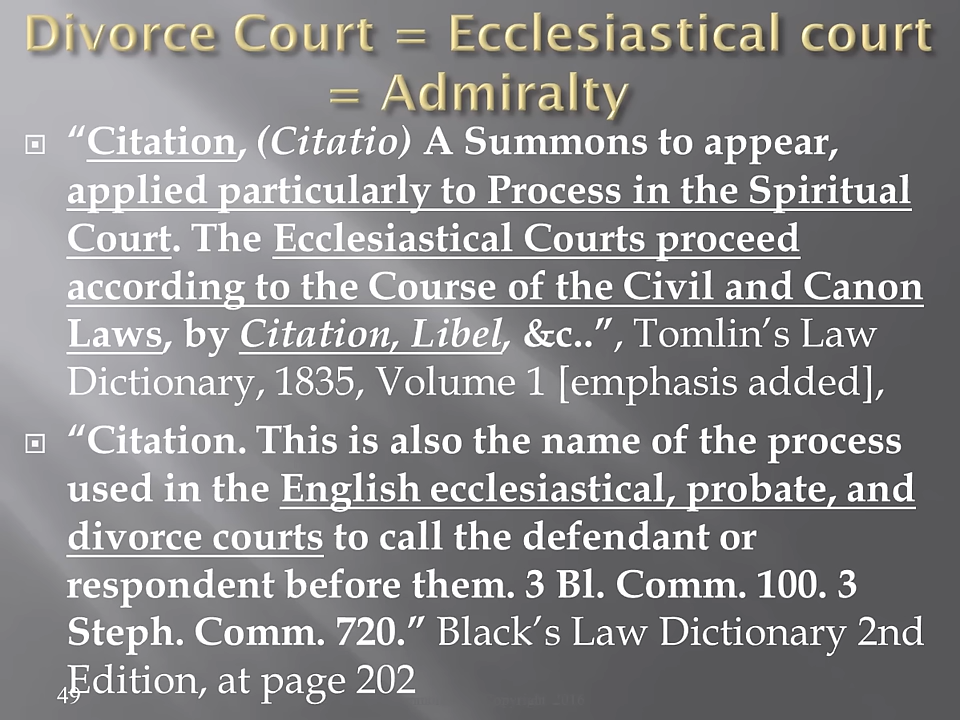 Divorce Court = Ecclesiastical court
= Admiralty
“Citation, (Citatio) A Summons to appear,
applied particularly to Process in the Spiritual
Court. The Ecclesiastical Courts proceed
according to the Course of the Civil and Canon
Laws, by Citation, Libel, &c..”, Tomlin’s Law
Dictionary, 1835, Volume 1 [emphasis added],
“Citation. This is also the name of the process
used in the English ecclesiastical, probate, and
divorce courts to call the defendant or
respondent before them. 3 Bl. Comm. 100. 3
Steph. Comm. 720.” Black’s Law Dictionary 2nd
Edition, at page 202
49